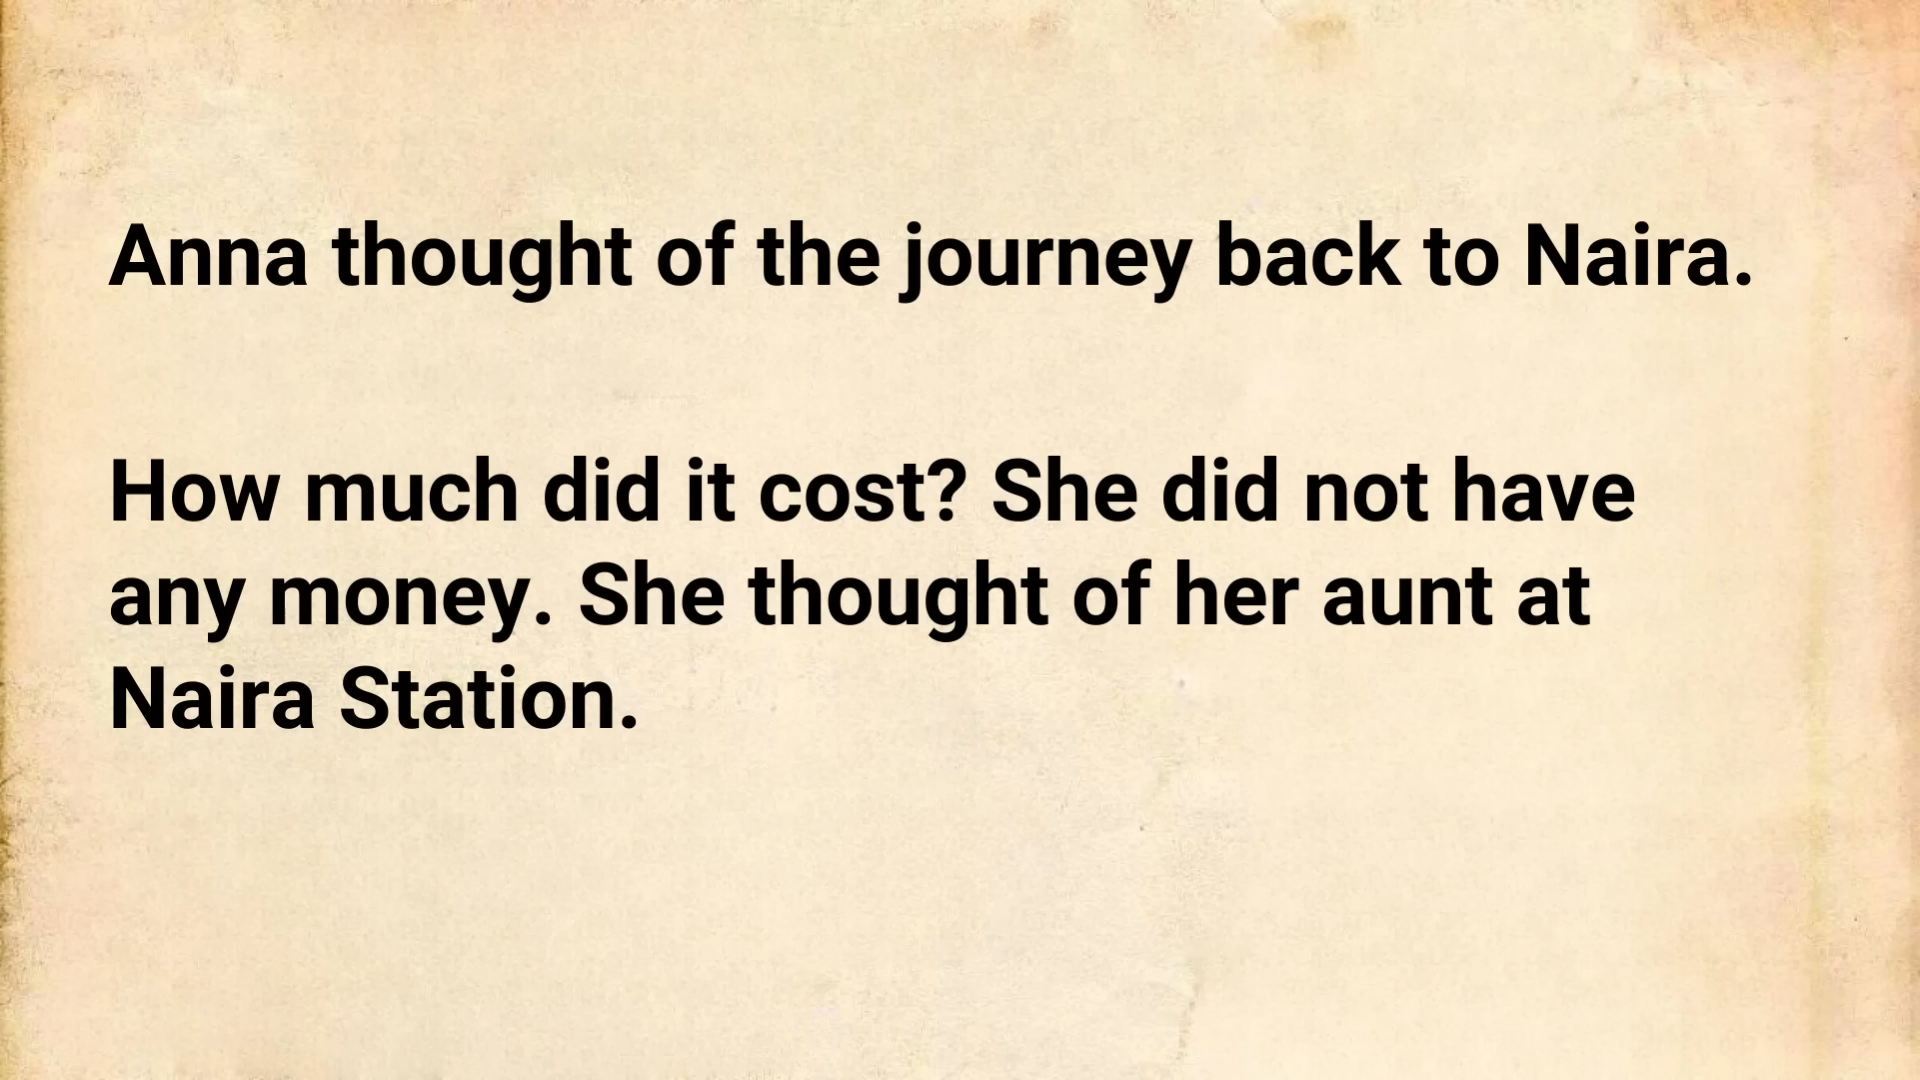 Anna thought of the journey back to Naira.
How much did it cost? She did not have
any money. She thought of her aunt at
Naira Station.